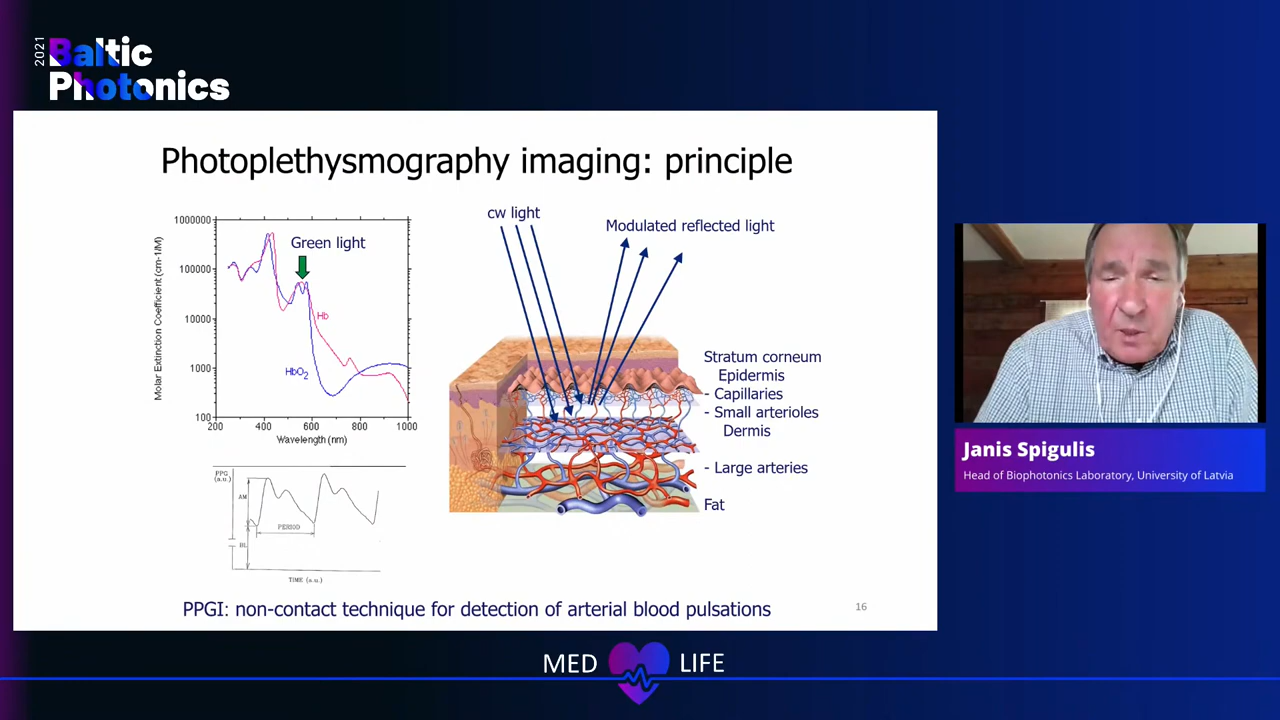 2021
Baltic
Photonics
Photoplethysmography imaging: principle
1000000
100000
10000
1000
100
200
400
600
800
1000
Molar Extinction Coefficient (cm-1/M)
Wavelength (nm)
Green light
Hb
HbO2
cw light
Modulated reflected light
Stratum corneum
Epidermis
- Capillaries
- Small arterioles
Dermis
- Large arteries
Fat
PPG
(a.u.)
AM
PERIOD
BL
TIME (a.u.)
PPGI: non-contact technique for detection of arterial blood pulsations
16
Janis Spigulis
Head of Biophotonics Laboratory, University of Latvia
MED LIFE